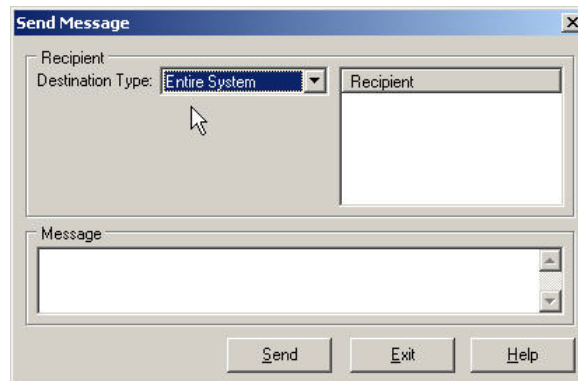 Send Message
Recipient
Destination Type: Entire System
Recipient
Message
Send Exit Help